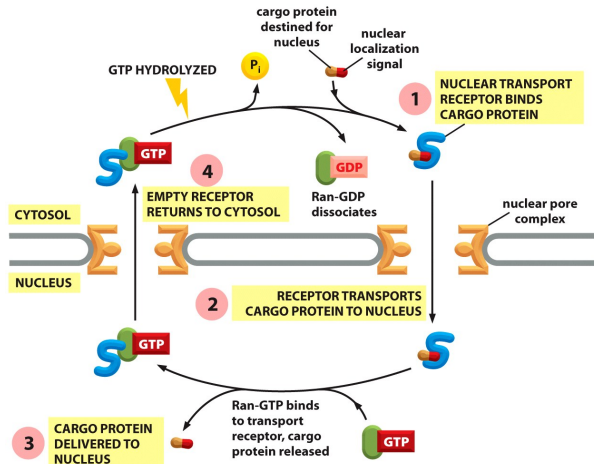 cargo protein
destined for
nucleus
nuclear
localization
signal
GTP HYDROLYZED
Pi
1
NUCLEAR TRANSPORT
RECEPTOR BINDS
CARGO PROTEIN
GTP
4
GDP
EMPTY RECEPTOR
RETURNS TO CYTOSOL
Ran-GDP
dissociates
nuclear pore
complex
CYTOSOL
NUCLEUS
2
RECEPTOR TRANSPORTS
CARGO PROTEIN TO NUCLEUS
GTP
3
CARGO PROTEIN
DELIVERED TO
NUCLEUS
Ran-GTP binds
to transport
receptor, cargo
protein released
GTP